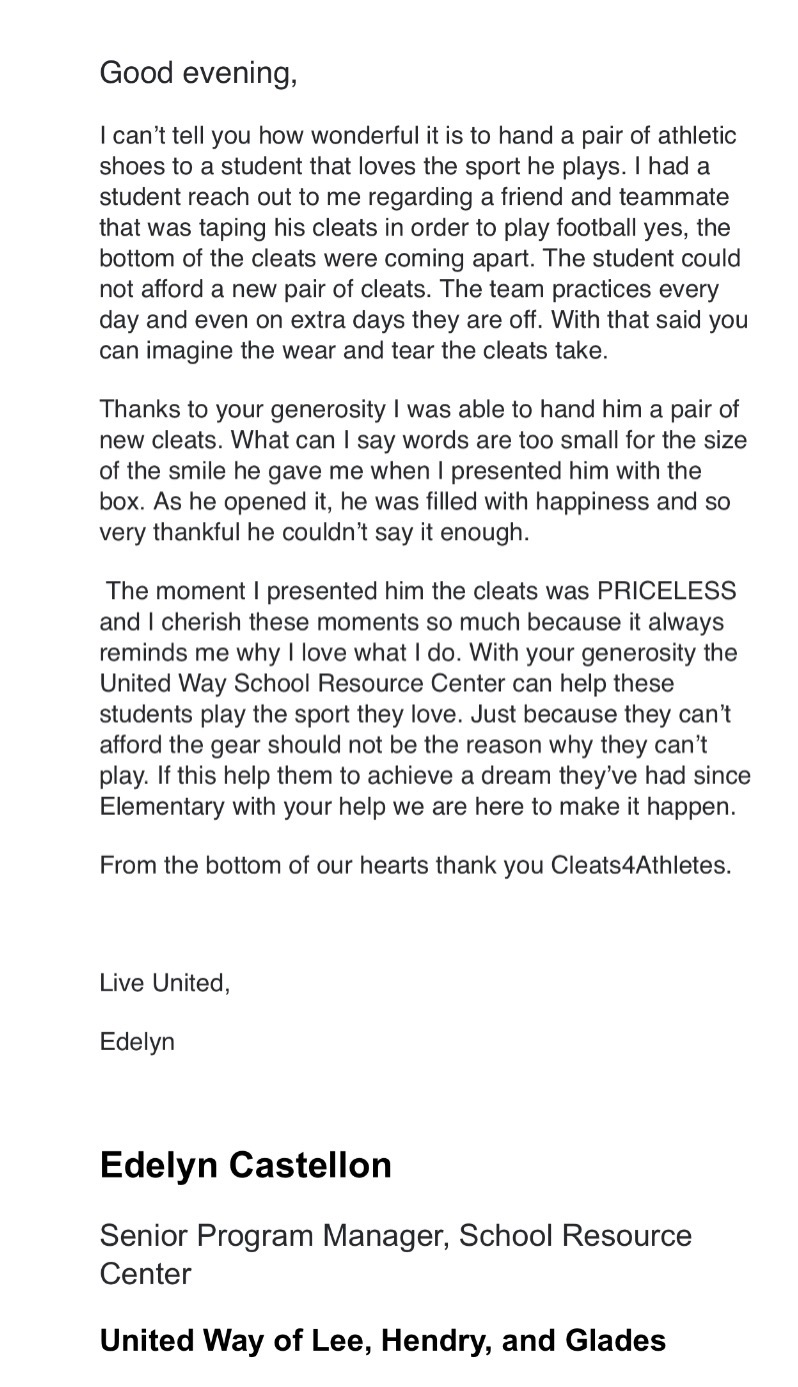 Good evening,
I can’t tell you how wonderful it is to hand a pair of athletic
shoes to a student that loves the sport he plays. I had a
student reach out to me regarding a friend and teammate
that was taping his cleats in order to play football yes, the
bottom of the cleats were coming apart. The student could
not afford a new pair of cleats. The team practices every
day and even on extra days they are off. With that said you
can imagine the wear and tear the cleats take.
Thanks to your generosity I was able to hand him a pair of
new cleats. What can I say words are too small for the size
of the smile he gave me when I presented him with the
box. As he opened it, he was filled with happiness and so
very thankful he couldn’t say it enough.
The moment I presented him the cleats was PRICELESS
and I cherish these moments so much because it always
reminds me why I love what I do. With your generosity the
United Way School Resource Center can help these
students play the sport they love. Just because they can’t
afford the gear should not be the reason why they can’t
play. If this help them to achieve a dream they’ve had since
Elementary with your help we are here to make it happen.
From the bottom of our hearts thank you Cleats4Athletes.
Live United,
Edelyn
Edelyn Castellon
Senior Program Manager, School Resource
Center
United Way of Lee, Hendry, and Glades